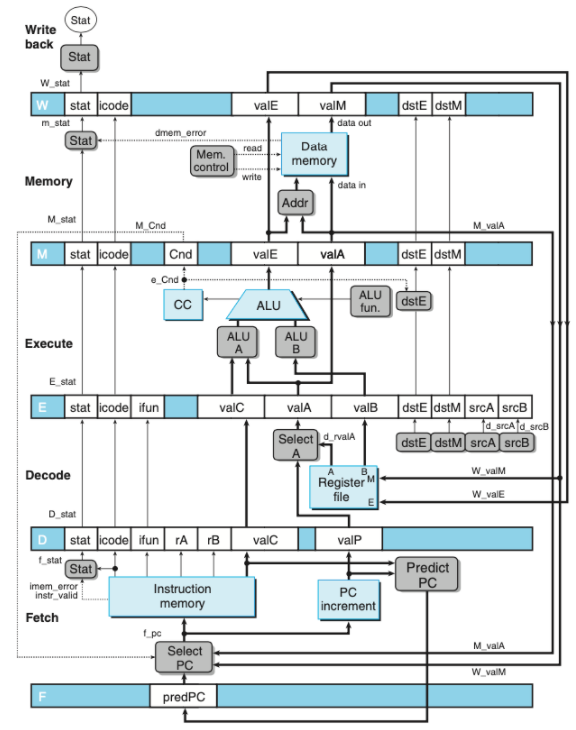 Stat
Write
back
Stat
W_stat
W stat icode valE valM dstE dstM
m_stat
data out
dmem_error
Stat
read
Mem.
control
write
Data
memory
Memory
data in
Addr
M_stat
M_Cnd
M_valA
M stat icode Cnd valE valA dstE dstM
e_Cnd
CC
ALU
ALU
fun.
dstE
ALU
A
ALU
B
Execute
E_stat
E stat icode ifun valC valA valB dstE dstM srcA srcB
d_srcA d_srcB
Select
A
d_rvalA
dstE dstM srcA srcB
A B
M
Register
file
E
W_valM
W_valE
Decode
D_stat
D stat icode ifun rA rB valC valP
f_stat
Stat
imem_error
instr_valid
Instruction
memory
PC
increment
Predict
PC
Fetch
f_pc
Select
PC
M_valA
W_valM
F predPC